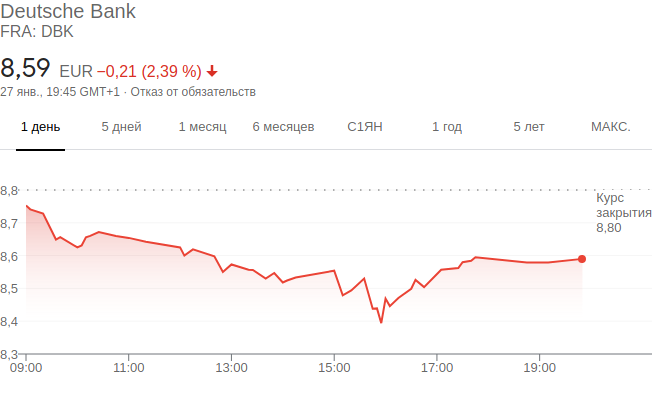 Deutsche Bank
FRA: DBK
8,59 EUR −0,21 (2,39 %)
27 янв., 19:45 GMT+1 · Отказ от обязательств
1 день 5 дней 1 месяц 6 месяцев С1ЯН 1 год 5 лет МАКС.
8,8
Курс
закрытия
8,80
8,7
8,6
8,5
8,4
8,3
09:00 11:00 13:00 15:00 17:00 19:00